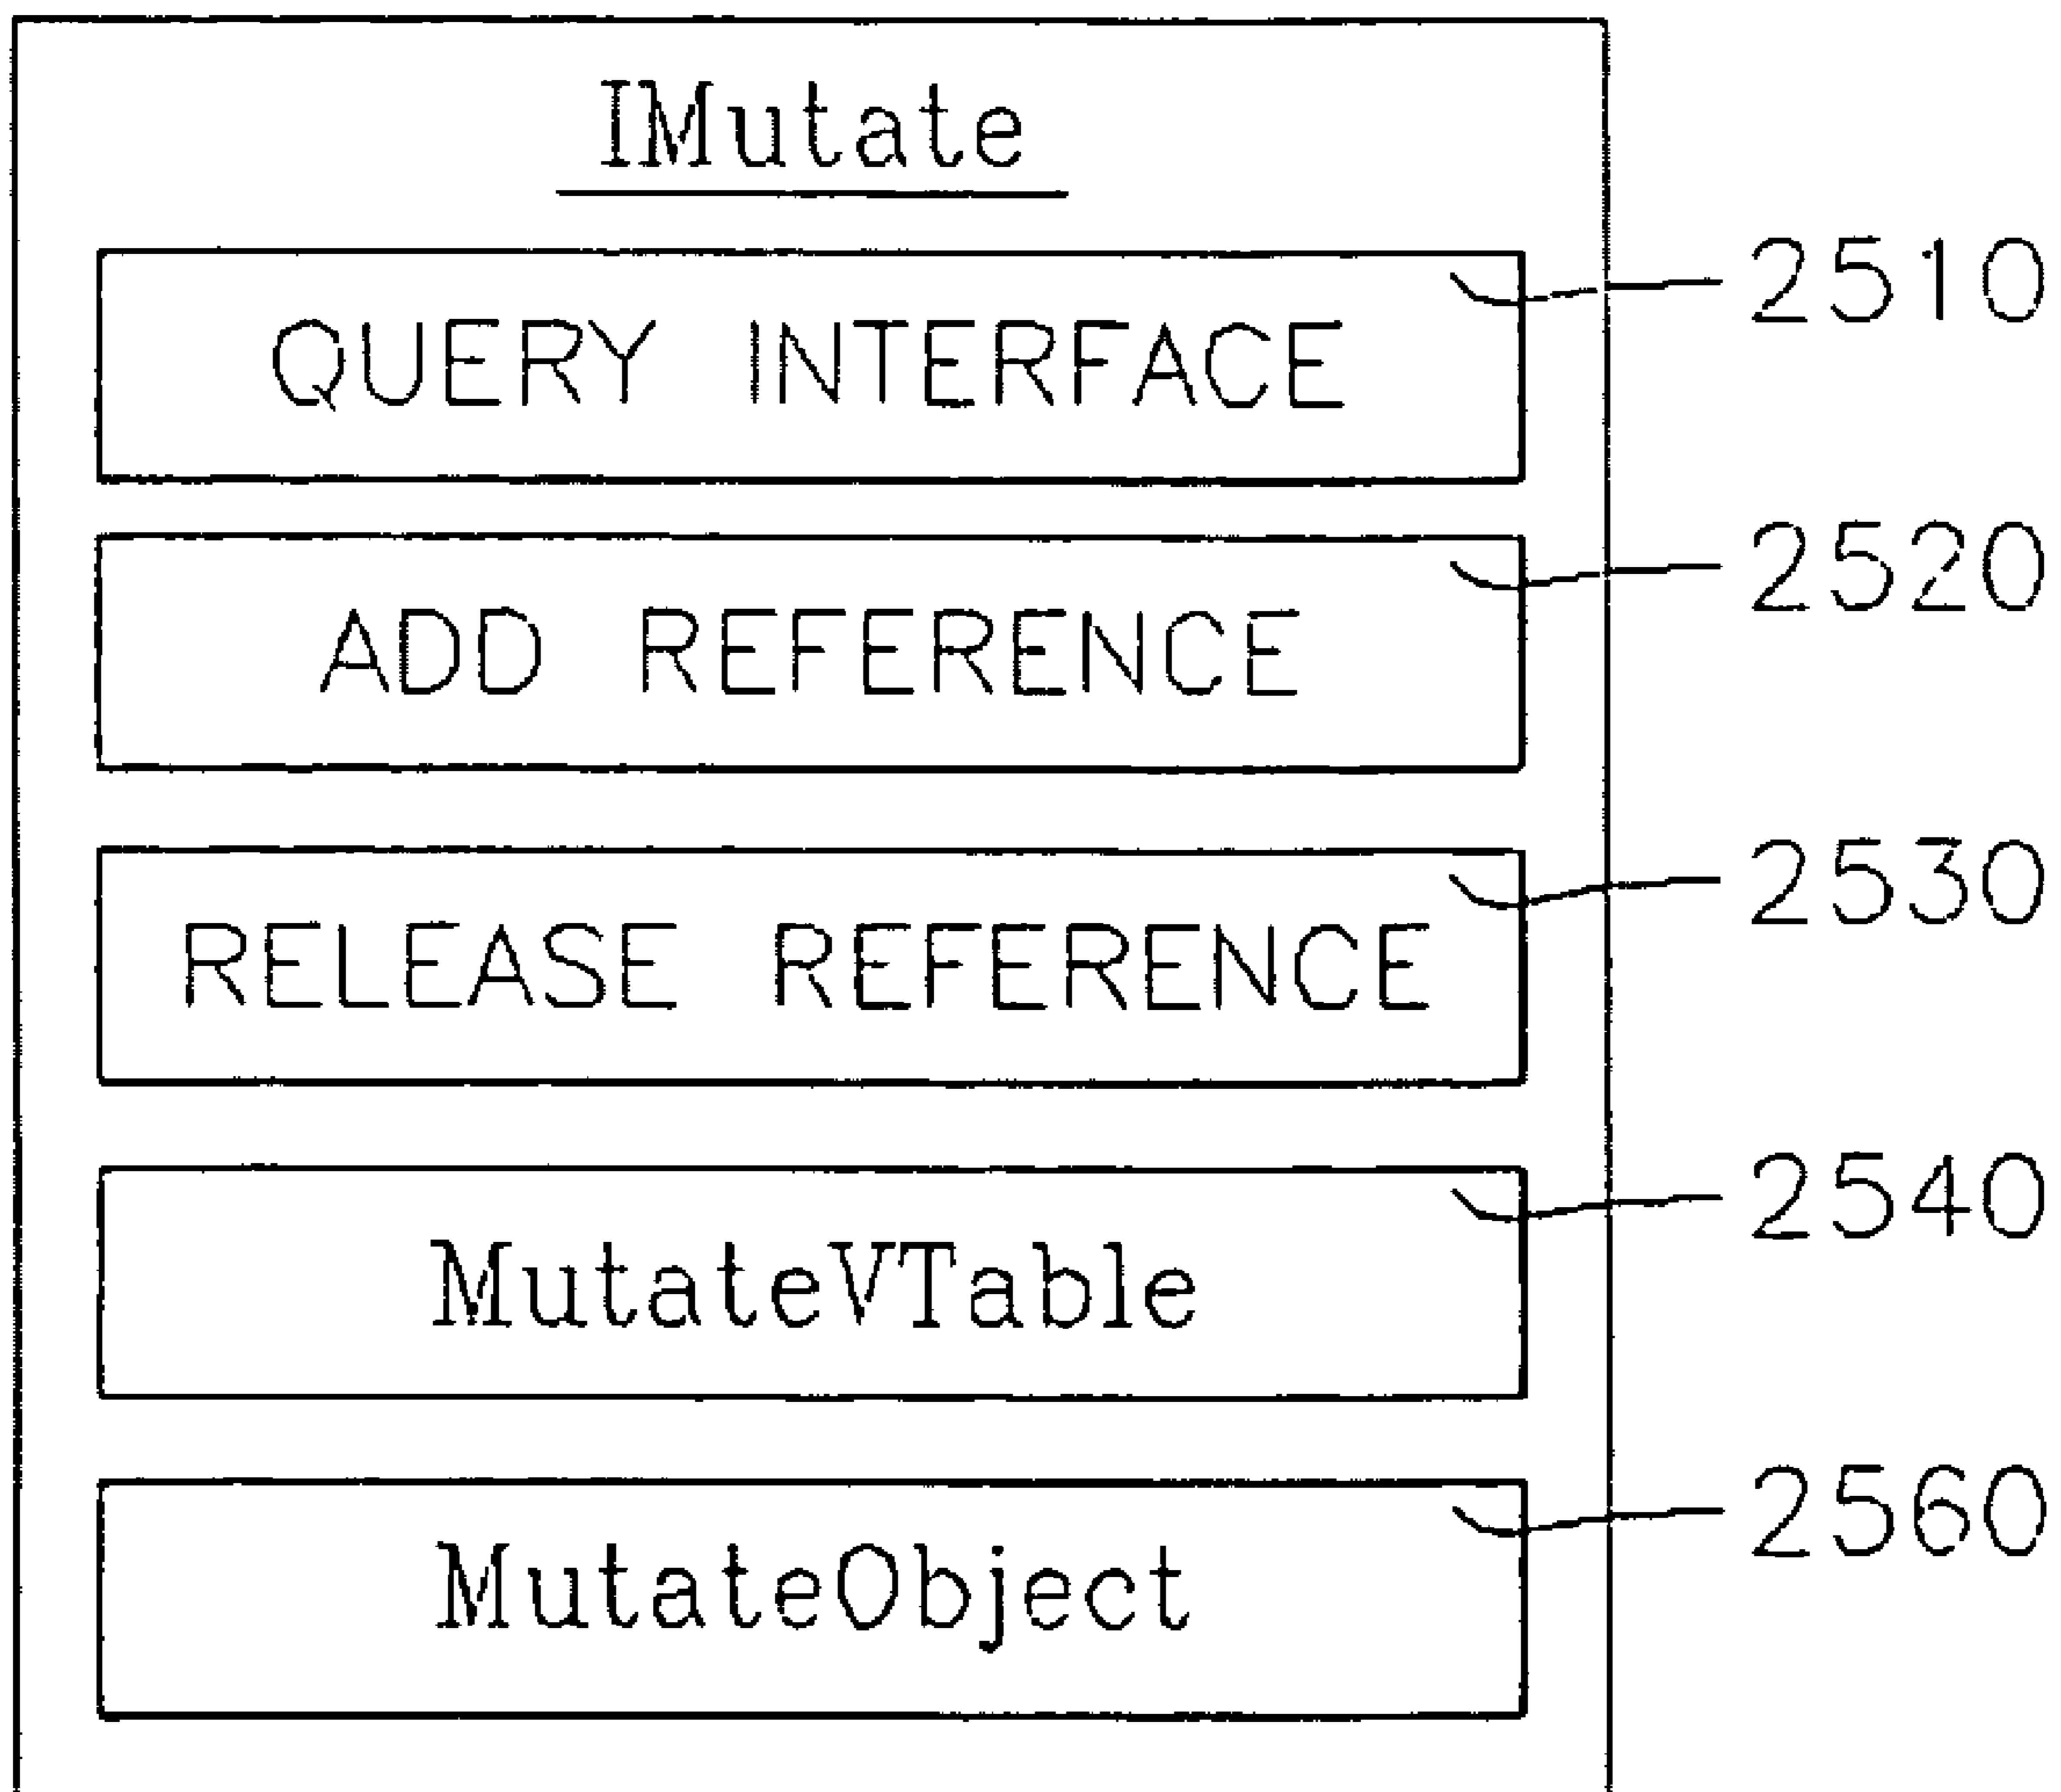 IMutate
QUERY INTERFACE 2510
ADD REFERENCE 2520
RELEASE REFERENCE 2530
MutateVTable 2540
MutateObject 2560